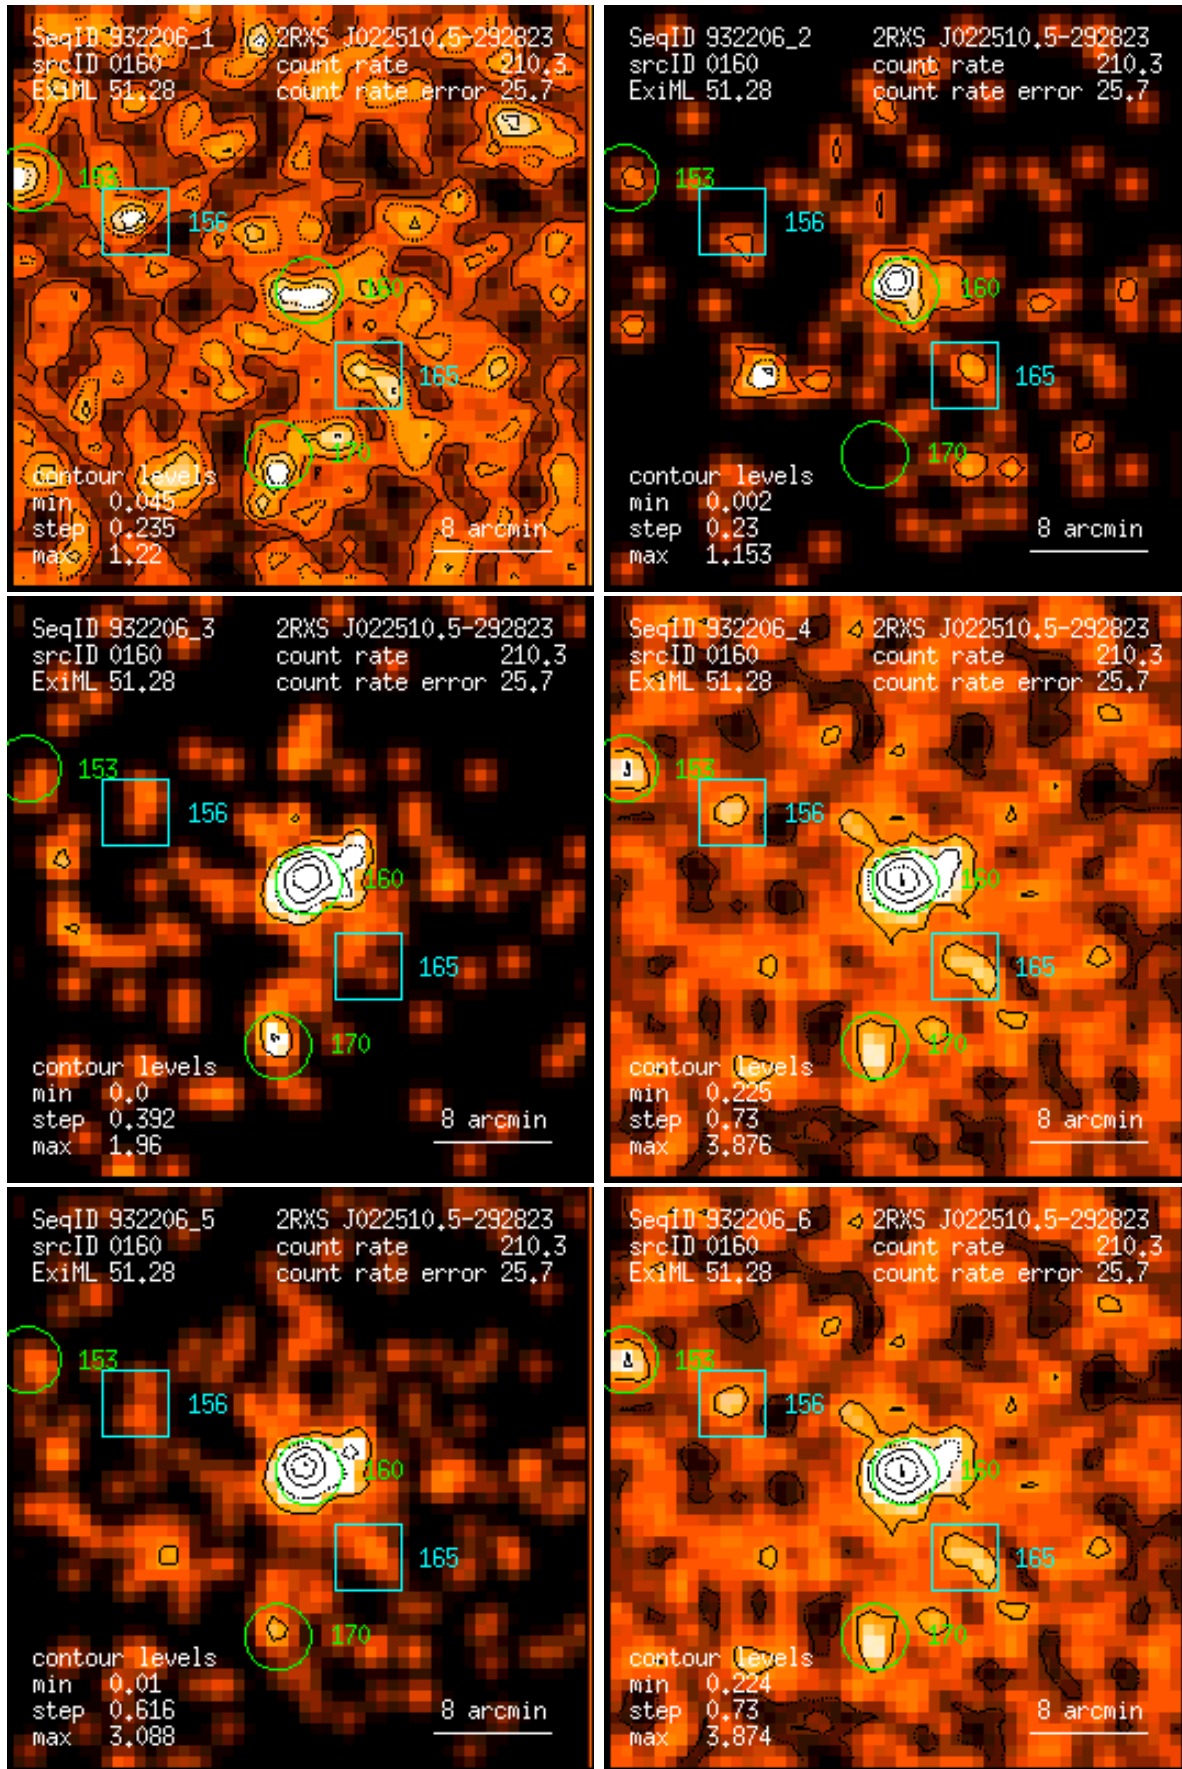 SeqID 932206_1 2RXS J022510.5-292823
srcID 0160 count rate 210.3
ExiML 51.28 count rate error 25.7
153
156
160
165
170
contour levels
min 0.045
step 0.235 8 arcmin
max 1.22
SeqID 932206_2 2RXS J022510.5-292823
srcID 0160 count rate 210.3
ExiML 51.28 count rate error 25.7
153
156
160
165
170
contour levels
min 0.002
step 0.23 8 arcmin
max 1.153
SeqID 932206_3 2RXS J022510.5-292823
srcID 0160 count rate 210.3
ExiML 51.28 count rate error 25.7
153
156
160
165
170
contour levels
min 0.0
step 0.392 8 arcmin
max 1.96
SeqID 932206_4 2RXS J022510.5-292823
srcID 0160 count rate 210.3
ExiML 51.28 count rate error 25.7
153
156
160
165
170
contour levels
min 0.225
step 0.73 8 arcmin
max 3.876
SeqID 932206_5 2RXS J022510.5-292823
srcID 0160 count rate 210.3
ExiML 51.28 count rate error 25.7
153
156
160
165
170
contour levels
min 0.01
step 0.616 8 arcmin
max 3.088
SeqID 932206_6 2RXS J022510.5-292823
srcID 0160 count rate 210.3
ExiML 51.28 count rate error 25.7
153
156
160
165
170
contour levels
min 0.224
step 0.73 8 arcmin
max 3.874